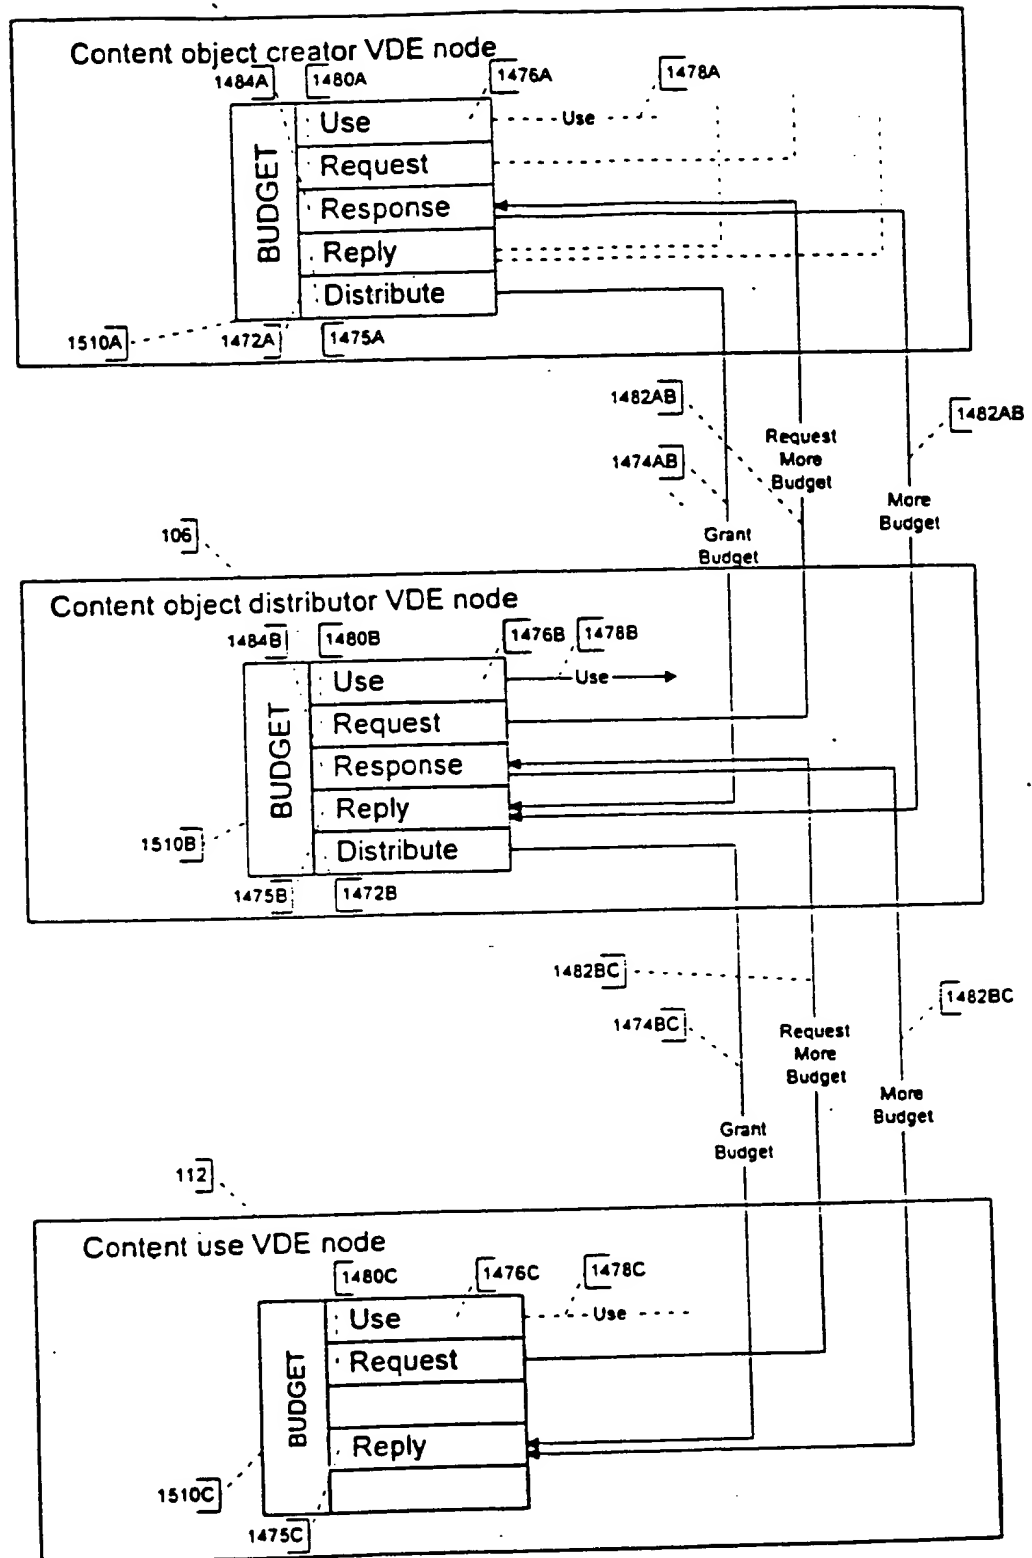 Content object creator VDE node
1484A
1480A
1476A
1478A
BUDGET
Use
Use
Request
Response
Reply
Distribute
1510A
1472A
1475A
1482AB
1482AB
Request
More
Budget
1474AB
More
Budget
Grant
Budget
106
Content object distributor VDE node
1484B
1480B
1476B
1478B
BUDGET
Use
Use
Request
Response
Reply
Distribute
1510B
1475B
1472B
1482BC
1482BC
1474BC
Request
More
Budget
More
Budget
Grant
Budget
112
Content use VDE node
1480C
1476C
1478C
BUDGET
Use
Use
Request
Reply
1510C
1475C